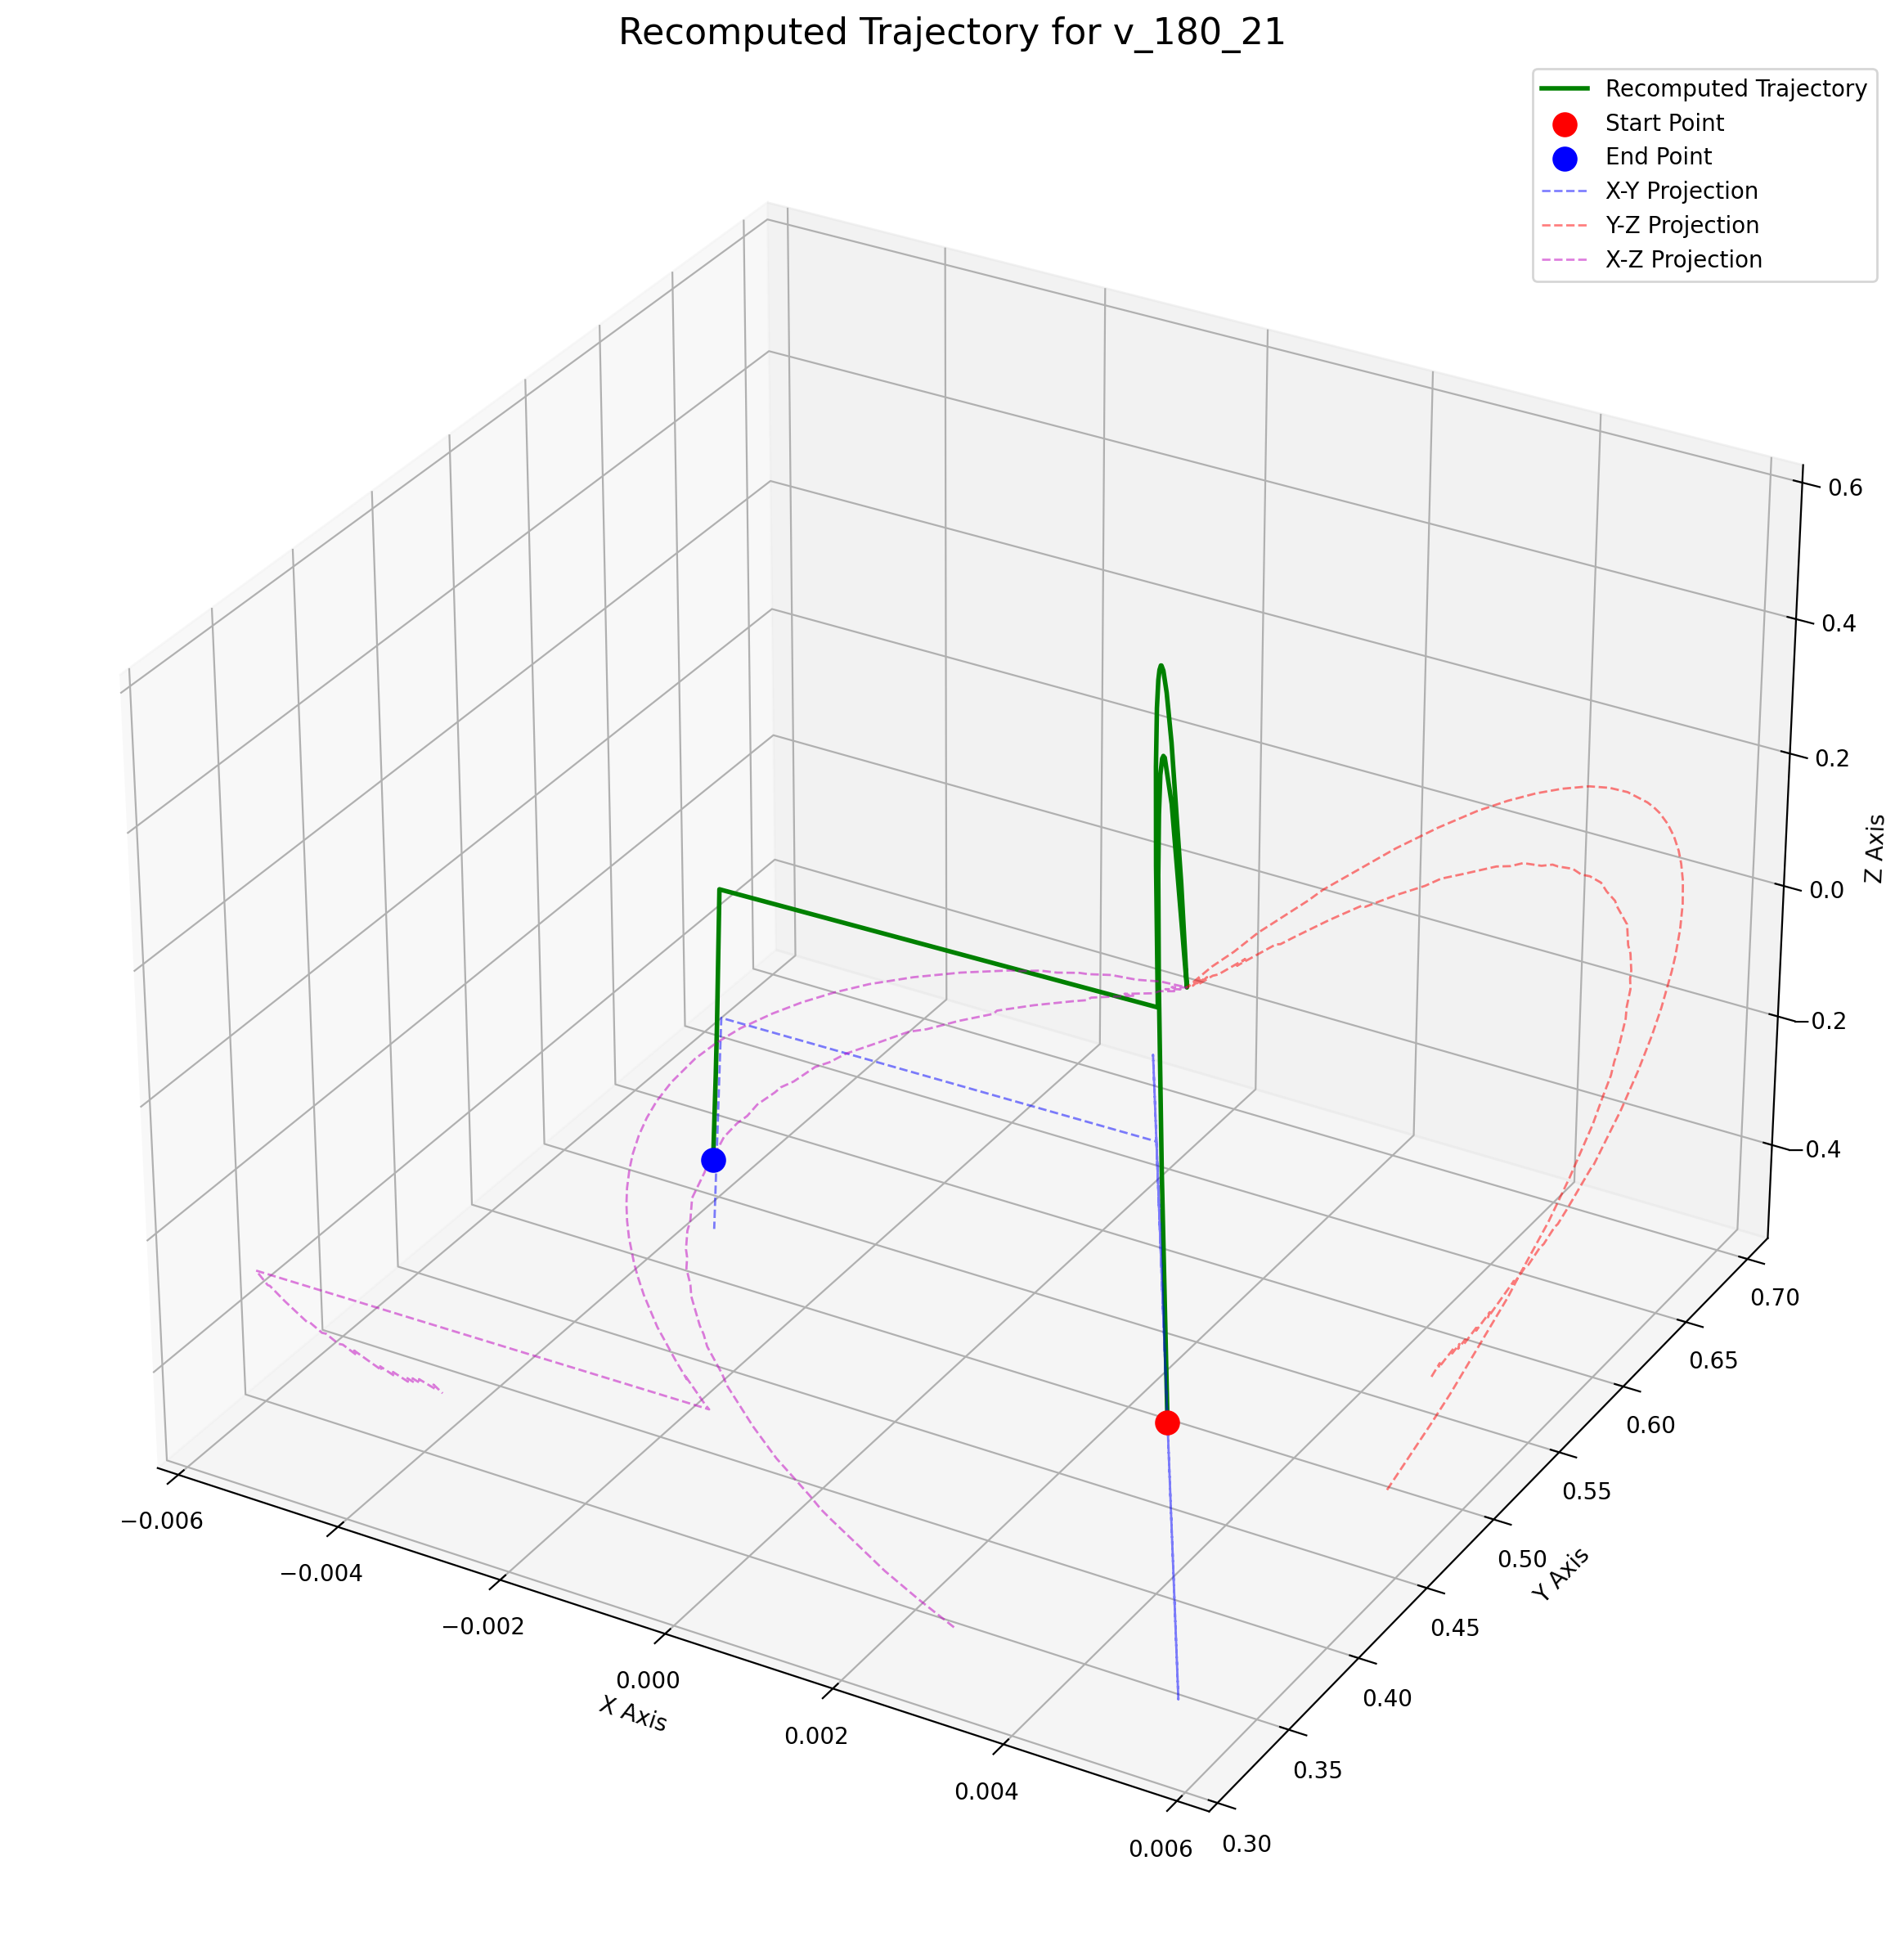 Recomputed Trajectory for v_180_21
Recomputed Trajectory
Start Point
End Point
X-Y Projection
Y-Z Projection
X-Z Projection
0.6
0.4
0.2
0.0
−0.2
−0.4
Z Axis
0.70
0.65
0.60
0.55
0.50
0.45
0.40
0.35
0.30
Y Axis
−0.006
−0.004
−0.002
0.000
0.002
0.004
0.006
X Axis